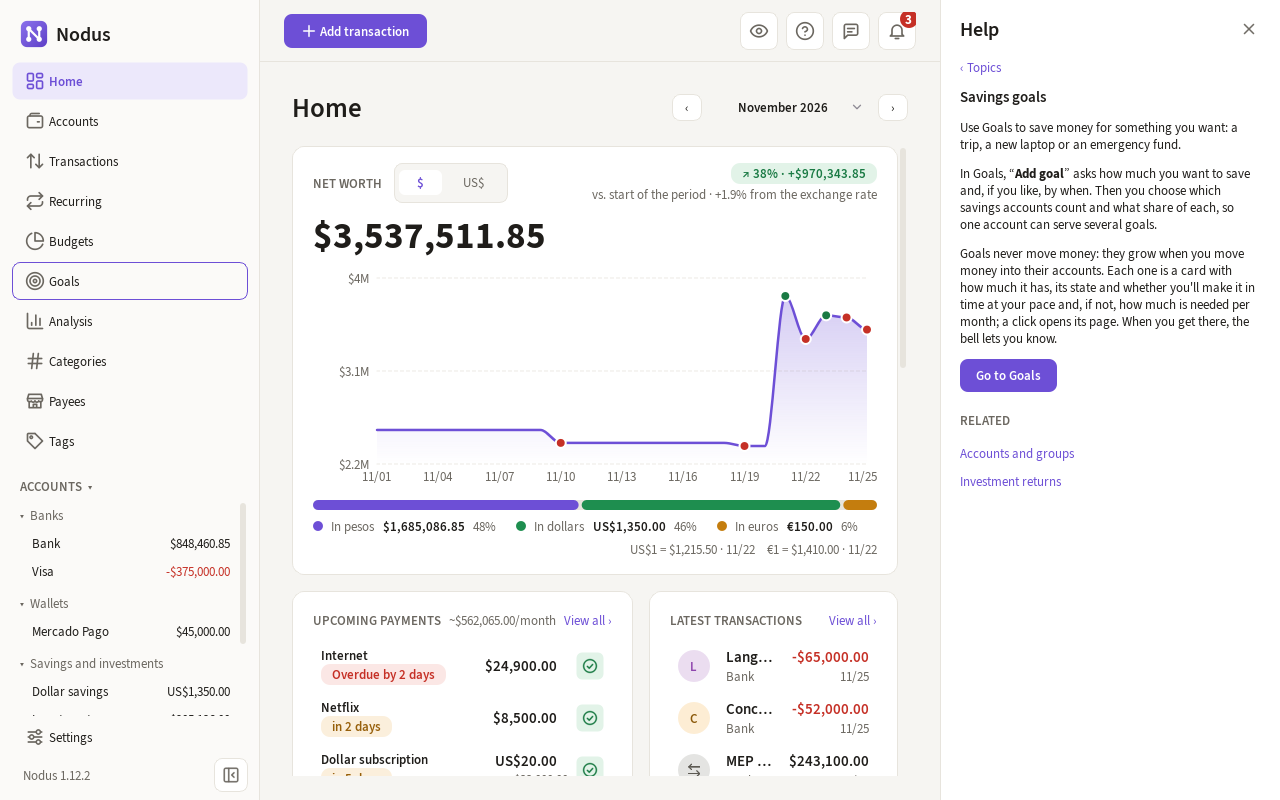 Nodus
Home
Accounts
Transactions
Recurring
Budgets
Goals
Analysis
Categories
Payees
Tags
ACCOUNTS
Banks
Bank $848,460.85
Visa -$375,000.00
Wallets
Mercado Pago $45,000.00
Savings and investments
Dollar savings US$1,350.00
Settings
Nodus 1.12.2
Add transaction
3
Home
‹ November 2026 ›
NET WORTH $ US$
38% · +$970,343.85
vs. start of the period · +1.9% from the exchange rate
$3,537,511.85
$4M
$3.1M
$2.2M
11/01 11/04 11/07 11/10 11/13 11/16 11/19 11/22 11/25
In pesos $1,685,086.85 48% In dollars US$1,350.00 46% In euros €150.00 6%
US$1 = $1,215.50 · 11/22 €1 = $1,410.00 · 11/22
UPCOMING PAYMENTS ~$562,065.00/month View all ›
Internet
Overdue by 2 days
$24,900.00
Netflix
in 2 days
$8,500.00
Dollar subscription
US$20.00
LATEST TRANSACTIONS View all ›
L Lang... -$65,000.00
Bank 11/25
C Conc... -$52,000.00
Bank 11/25
MEP ... $243,100.00
Help
‹ Topics
Savings goals
Use Goals to save money for something you want: a
trip, a new laptop or an emergency fund.
In Goals, “Add goal” asks how much you want to save
and, if you like, by when. Then you choose which
savings accounts count and what share of each, so
one account can serve several goals.
Goals never move money: they grow when you move
money into their accounts. Each one is a card with
how much it has, its state and whether you'll make it in
time at your pace and, if not, how much is needed per
month; a click opens its page. When you get there, the
bell lets you know.
Go to Goals
RELATED
Accounts and groups
Investment returns